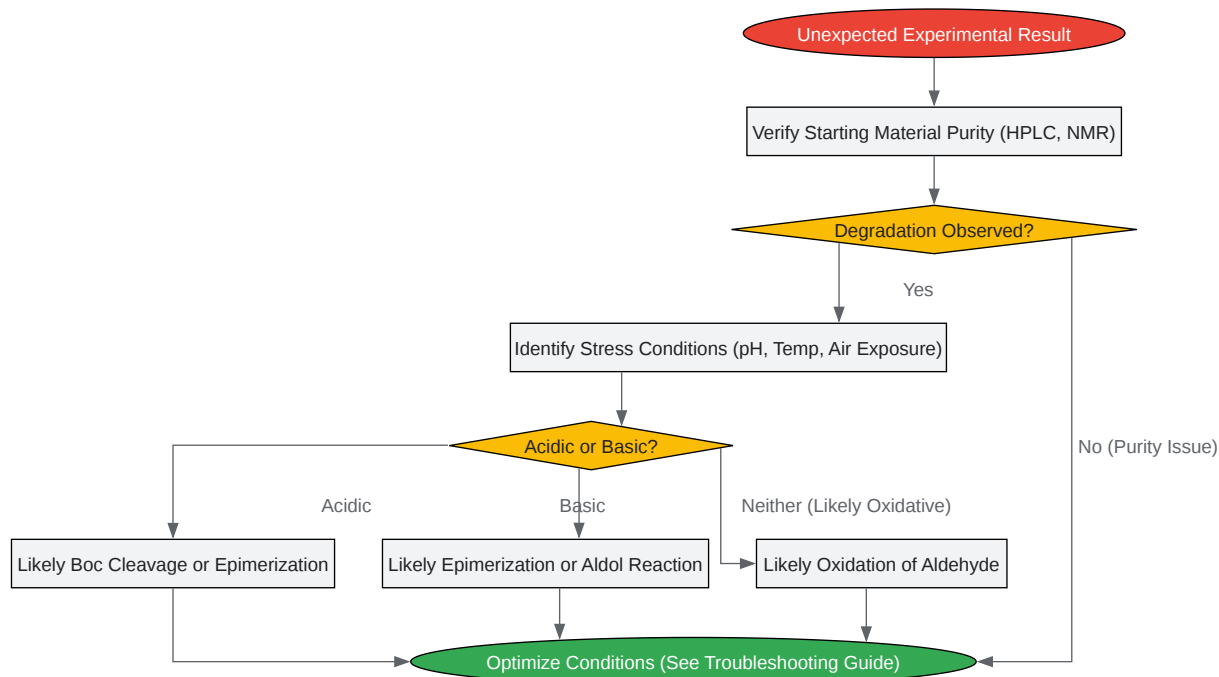 Unexpected Experimental Result
Verify Starting Material Purity (HPLC, NMR)
Degradation Observed?
Yes
Identify Stress Conditions (pH, Temp, Air Exposure)
Acidic or Basic?
No (Purity Issue)
Acidic
Basic
Neither (Likely Oxidative)
Likely Boc Cleavage or Epimerization
Likely Epimerization or Aldol Reaction
Likely Oxidation of Aldehyde
Optimize Conditions (See Troubleshooting Guide)